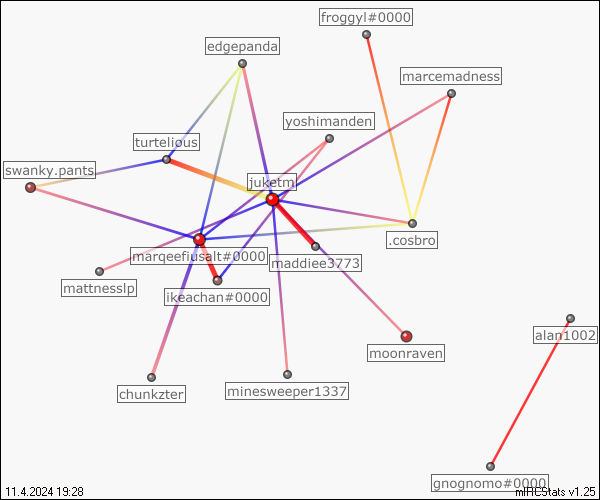 froggyl#0000
edgepanda
marcemadness
yoshimanden
turtelious
swanky.pants
juketm
.cosbro
marqeefiusalt#0000
maddiee3773
mattnesslp
ikeachan#0000
alan1002
moonraven
chunkzter
minesweeper1337
gnognomo#0000
11.4.2024 19:28
mIRCStats v1.25